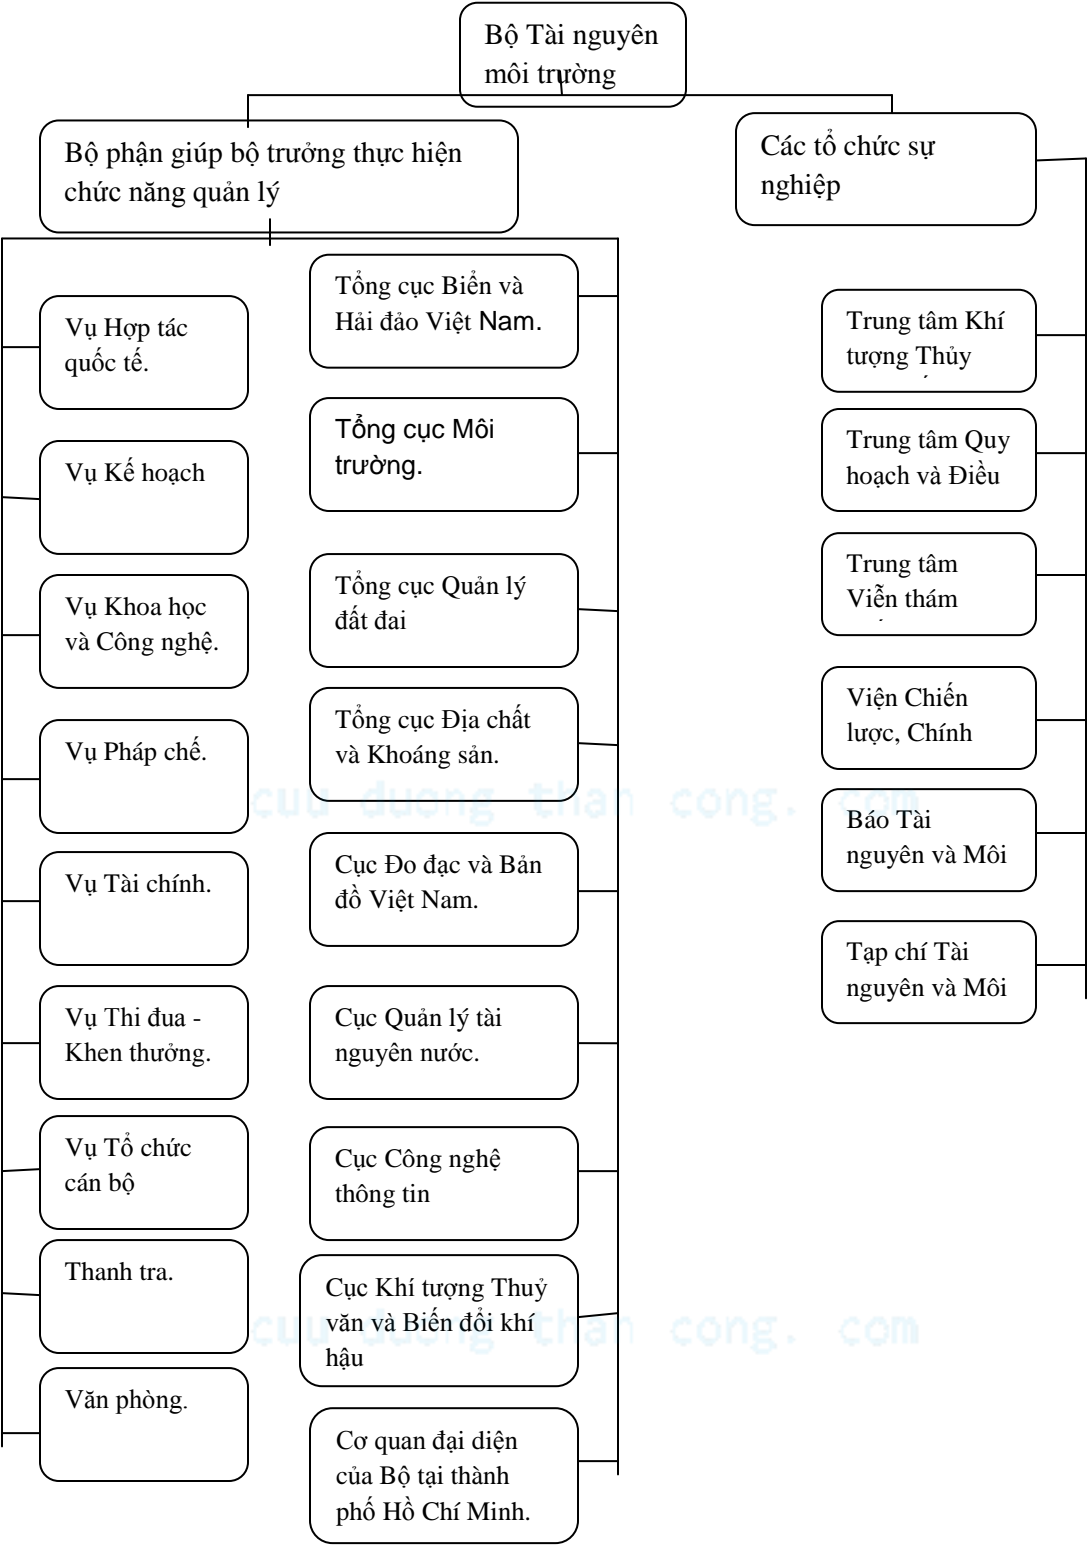 Bộ Tài nguyên
môi trường
Bộ phận giúp bộ trưởng thực hiện
chức năng quản lý
Các tổ chức sự
nghiệp
Vụ Hợp tác
quốc tế.
Vụ Kế hoạch
Vụ Khoa học
và Công nghệ.
Vụ Pháp chế.
Vụ Tài chính.
Vụ Thi đua -
Khen thưởng.
Vụ Tổ chức
cán bộ
Thanh tra.
Văn phòng.
Tổng cục Biển và
Hải đảo Việt Nam.
Tổng cục Môi
trường.
Tổng cục Quản lý
đất đai
Tổng cục Địa chất
và Khoáng sản.
Cục Đo đạc và Bản
đồ Việt Nam.
Cục Quản lý tài
nguyên nước.
Cục Công nghệ
thông tin
Cục Khí tượng Thuỷ
văn và Biến đổi khí
hậu
Cơ quan đại diện
của Bộ tại thành
phố Hồ Chí Minh.
Trung tâm Khí
tượng Thủy
Trung tâm Quy
hoạch và Điều
Trung tâm
Viễn thám
Viện Chiến
lược, Chính
Báo Tài
nguyên và Môi
Tạp chí Tài
nguyên và Môi
cuu duong than cong. com
cuu duong than cong. com